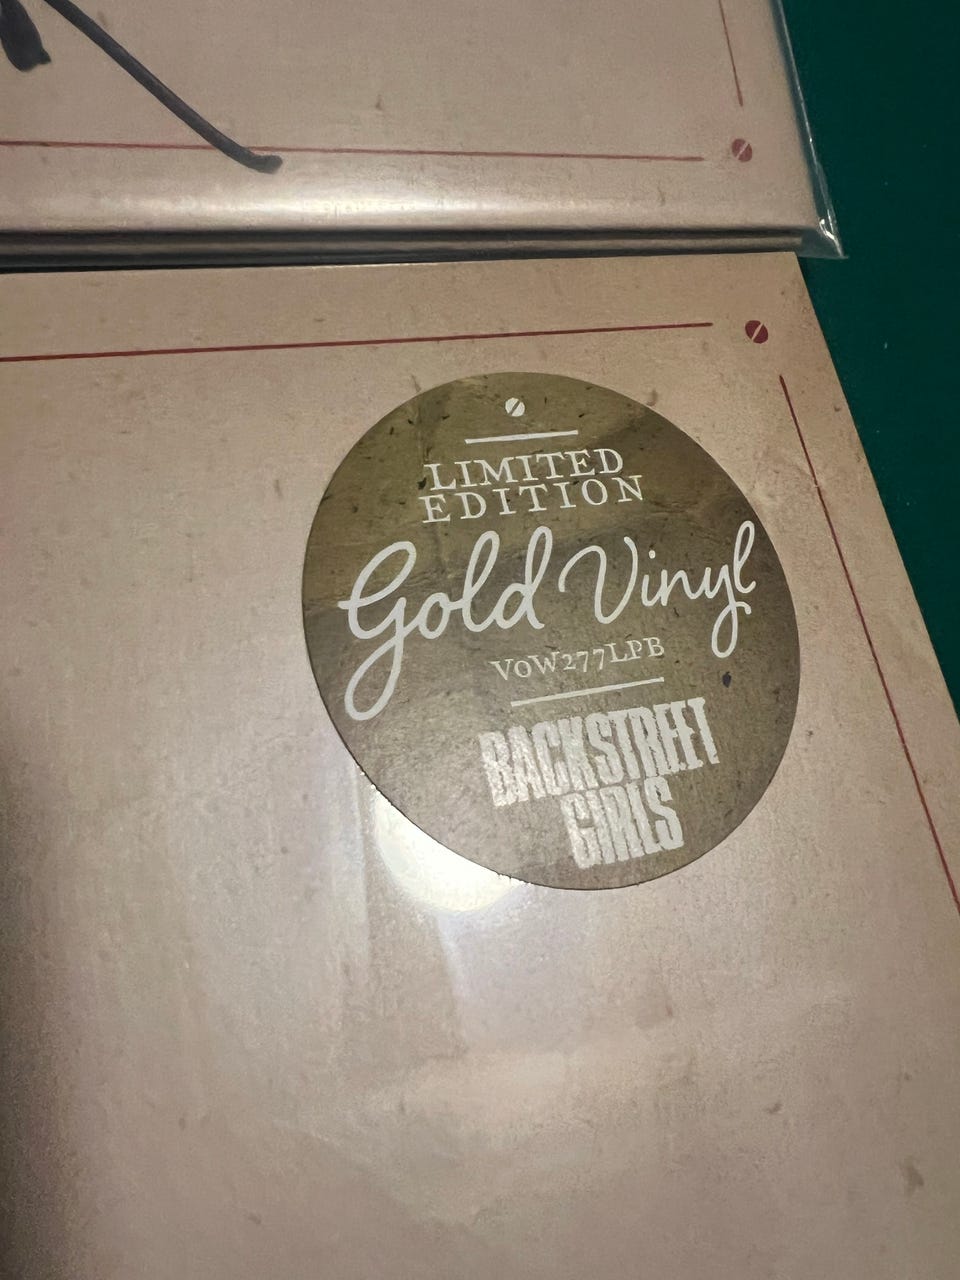 LIMITED
EDITION
Gold Vinyl
VOW277LPB
BACKSTREET
GIRLS